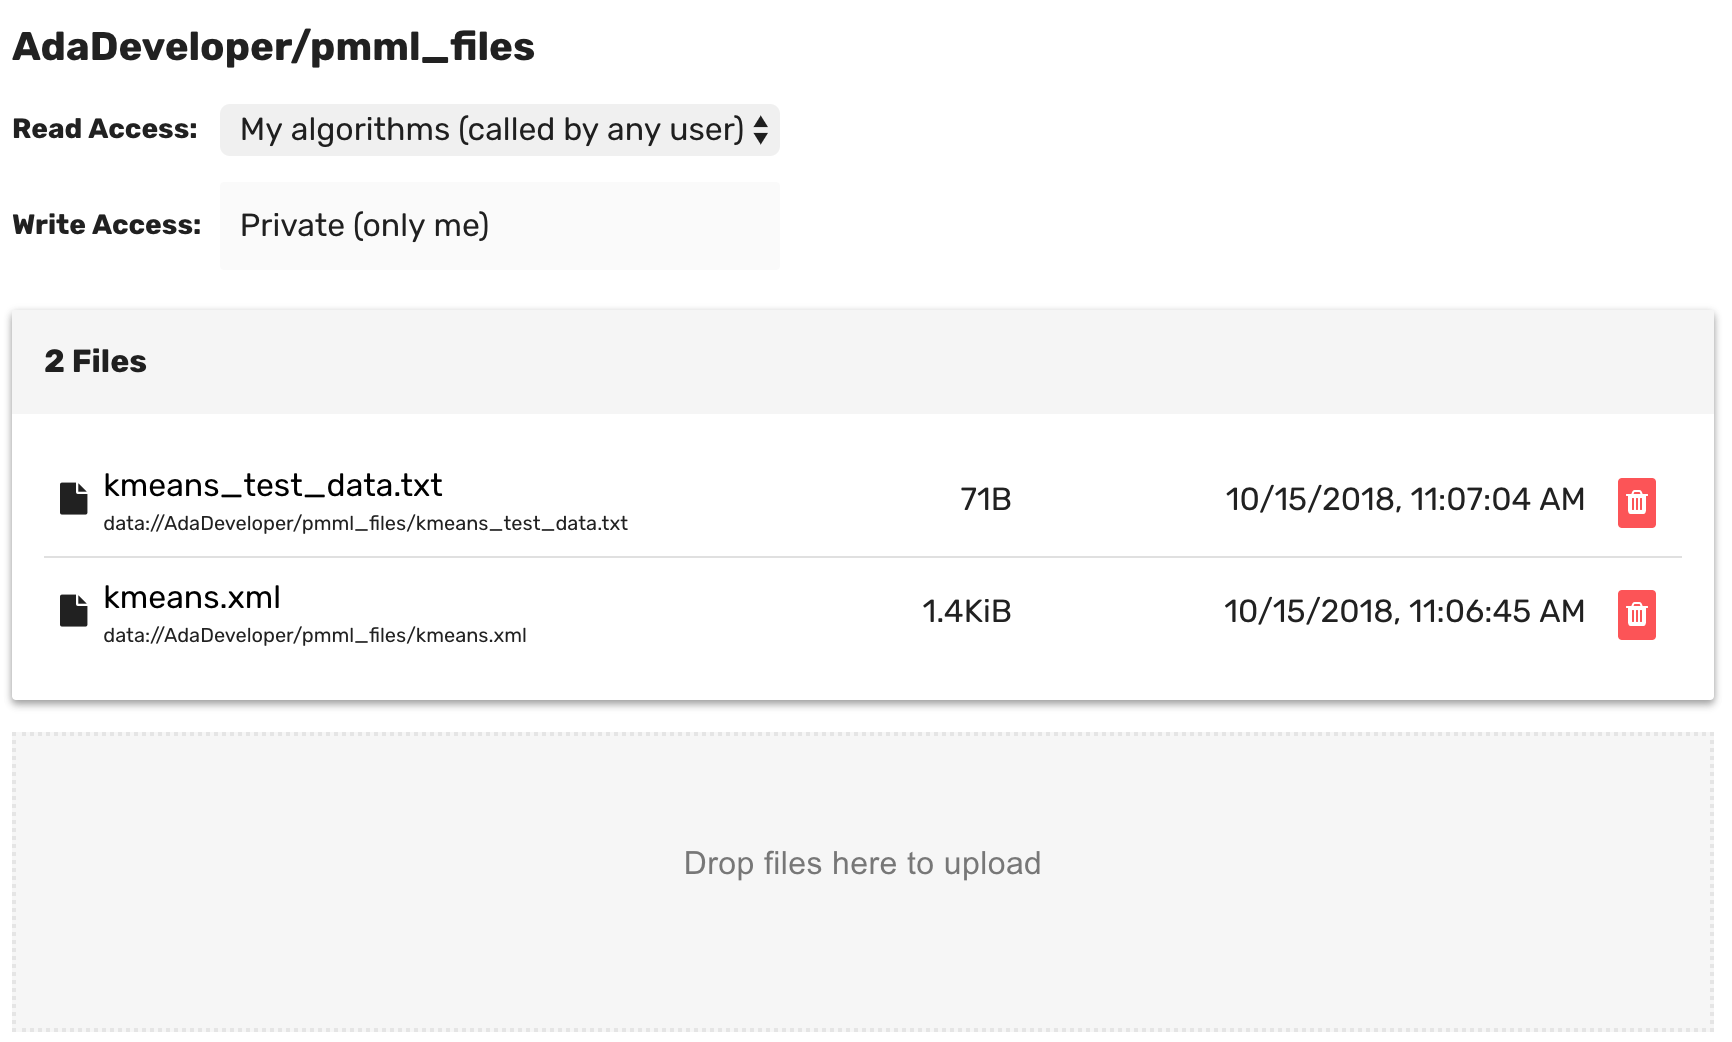 AdaDeveloper/pmml_files
Read Access: My algorithms (called by any user)
Write Access: Private (only me)
2 Files
kmeans_test_data.txt 71B 10/15/2018, 11:07:04 AM
data://AdaDeveloper/pmml_files/kmeans_test_data.txt
kmeans.xml 1.4KiB 10/15/2018, 11:06:45 AM
data://AdaDeveloper/pmml_files/kmeans.xml
Drop files here to upload